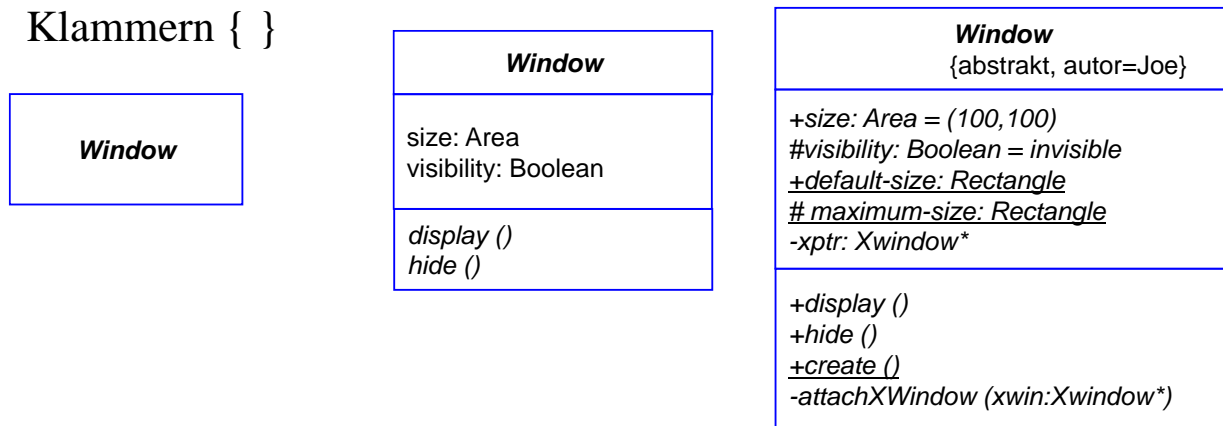 Klammern { }
Window
Window
size: Area
visibility: Boolean
display ()
hide ()
Window
{abstrakt, autor=Joe}
+size: Area = (100,100)
#visibility: Boolean = invisible
+default-size: Rectangle
# maximum-size: Rectangle
-xptr: Xwindow*
+display ()
+hide ()
+create ()
-attachXWindow (xwin:Xwindow*)